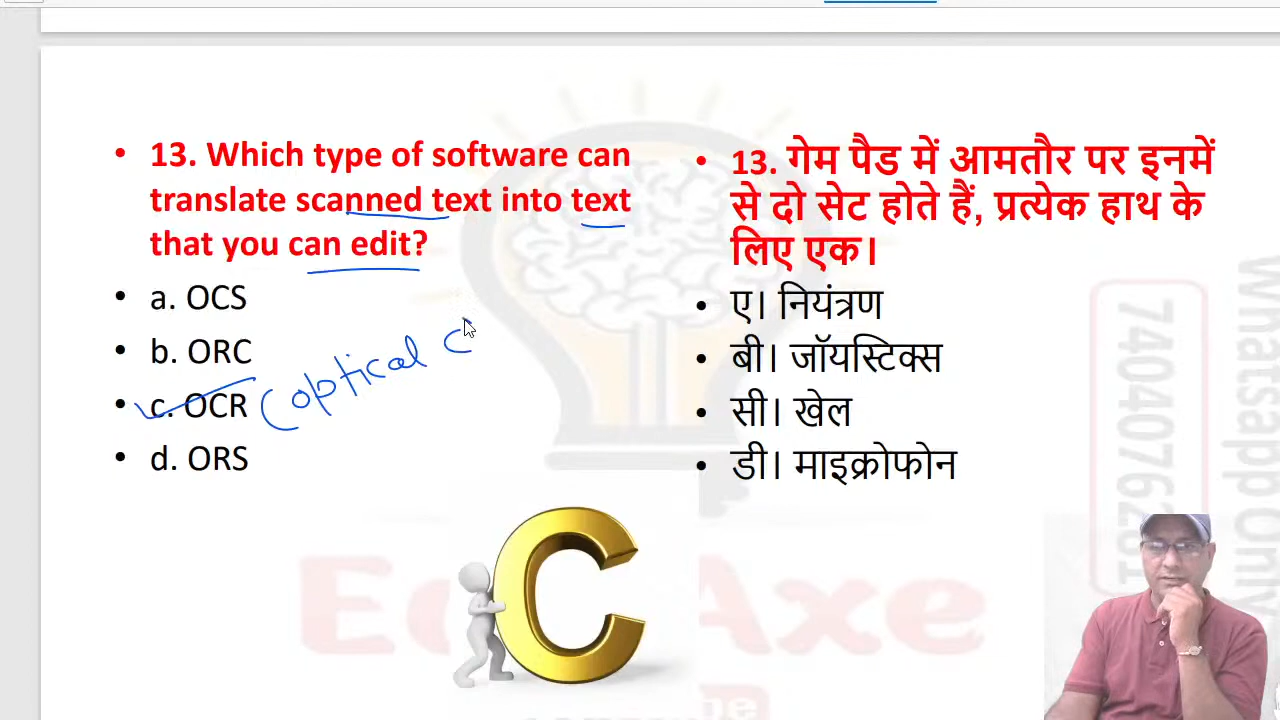 13. Which type of software can
translate scanned text into text
that you can edit?
a. OCS
b. ORC
c. OCR (optical c
d. ORS
13. गेम पैड में आमतौर पर इनमें
से दो सेट होते हैं, प्रत्येक हाथ के
लिए एक।
ए। नियंत्रण
बी। जॉयस्टिक्स
सी। खेल
डी। माइक्रोफोन
C